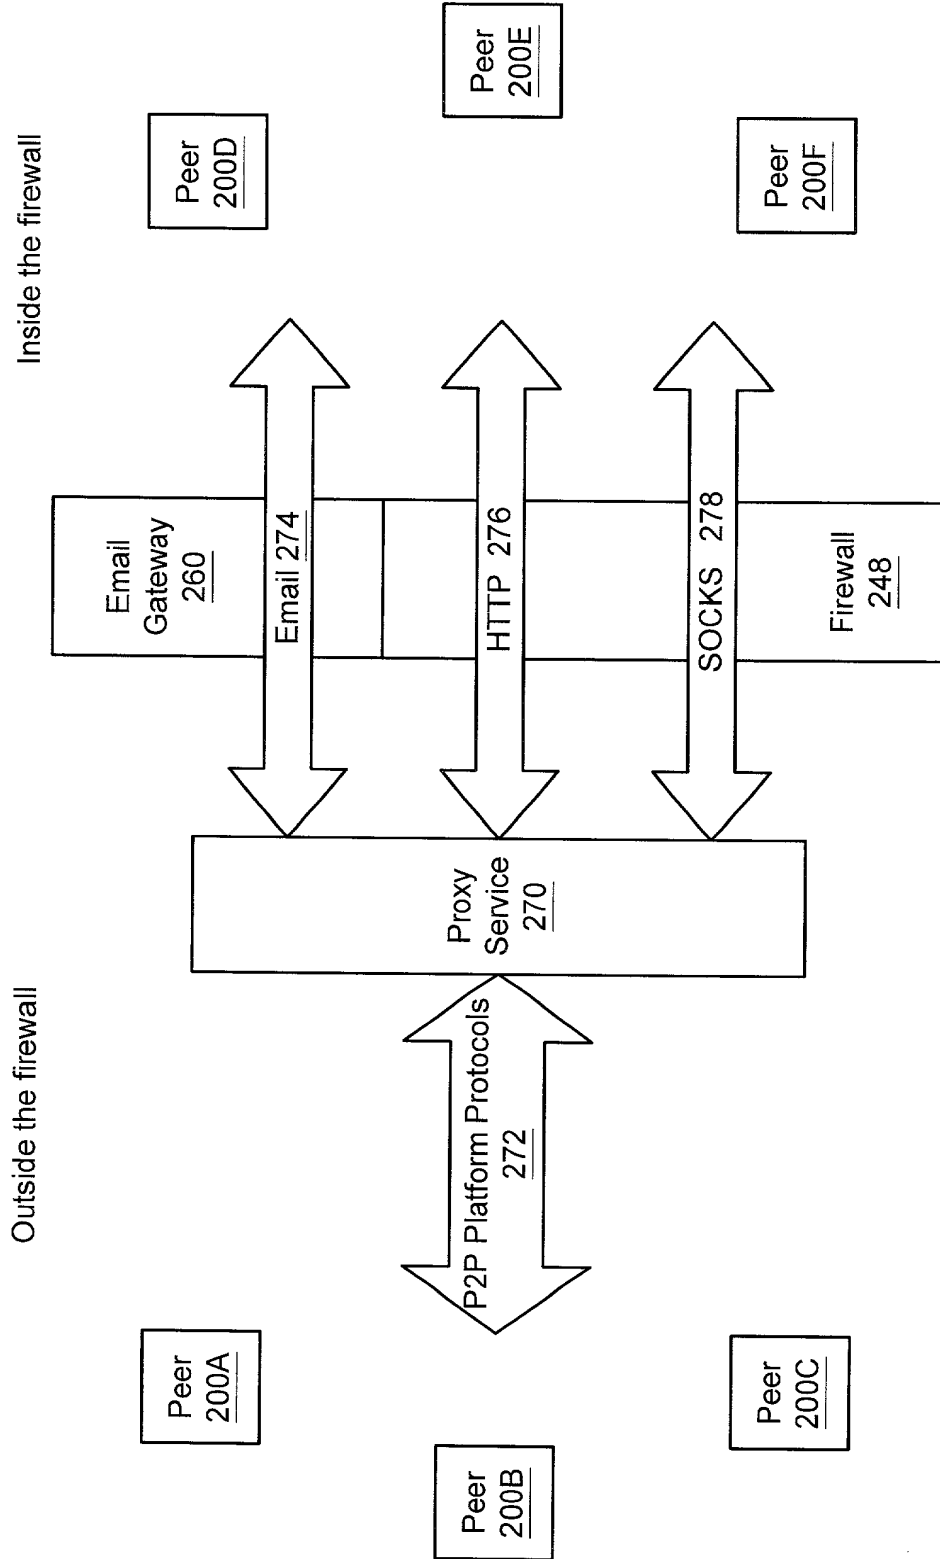 Outside the firewall
Inside the firewall
Peer
200A
Peer
200B
Peer
200C
P2P Platform Protocols
272
Proxy
Service
270
Email
Gateway
260
Email 274
HTTP 276
SOCKS 278
Firewall
248
Peer
200D
Peer
200E
Peer
200F